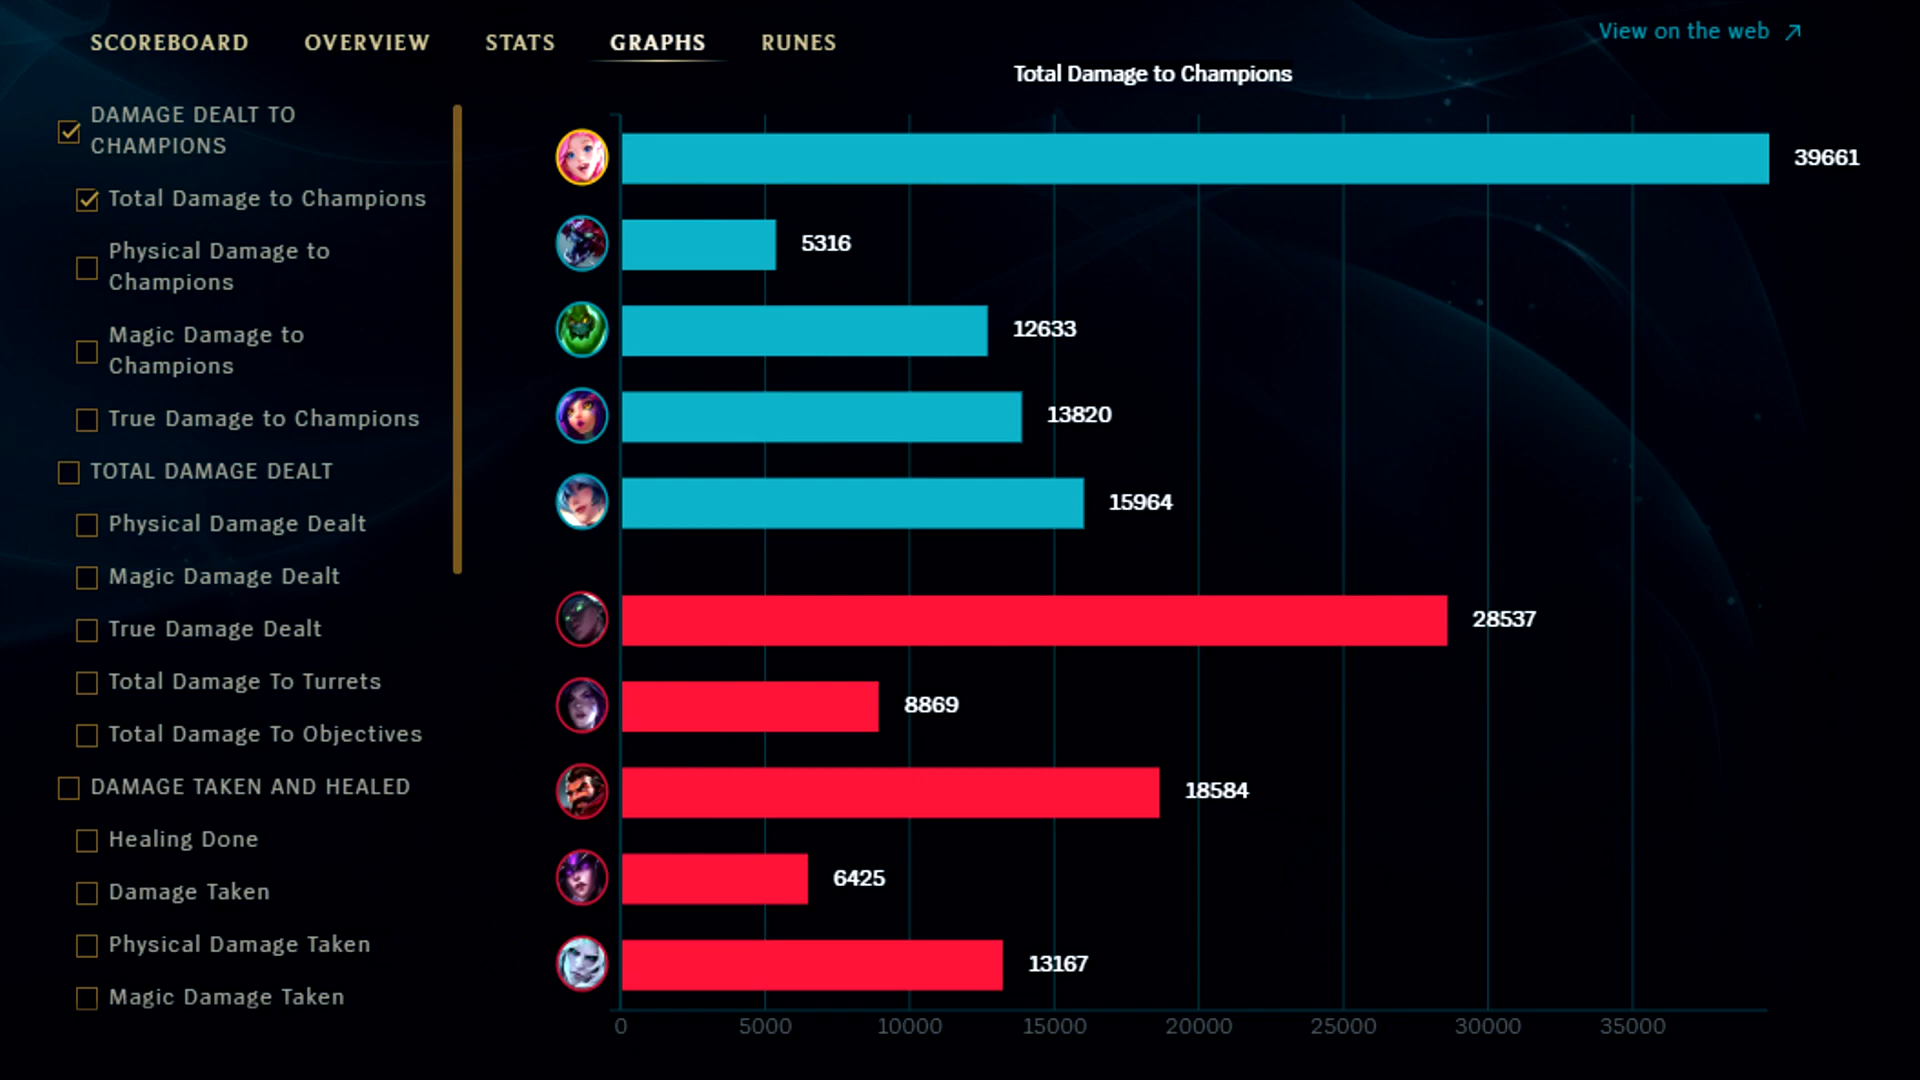 SCOREBOARD OVERVIEW STATS GRAPHS RUNES
View on the web
Total Damage to Champions
DAMAGE DEALT TO
CHAMPIONS
Total Damage to Champions
Physical Damage to
Champions
Magic Damage to
Champions
True Damage to Champions
TOTAL DAMAGE DEALT
Physical Damage Dealt
Magic Damage Dealt
True Damage Dealt
Total Damage To Turrets
Total Damage To Objectives
DAMAGE TAKEN AND HEALED
Healing Done
Damage Taken
Physical Damage Taken
Magic Damage Taken
39661
5316
12633
13820
15964
28537
8869
18584
6425
13167
0 5000 10000 15000 20000 25000 30000 35000